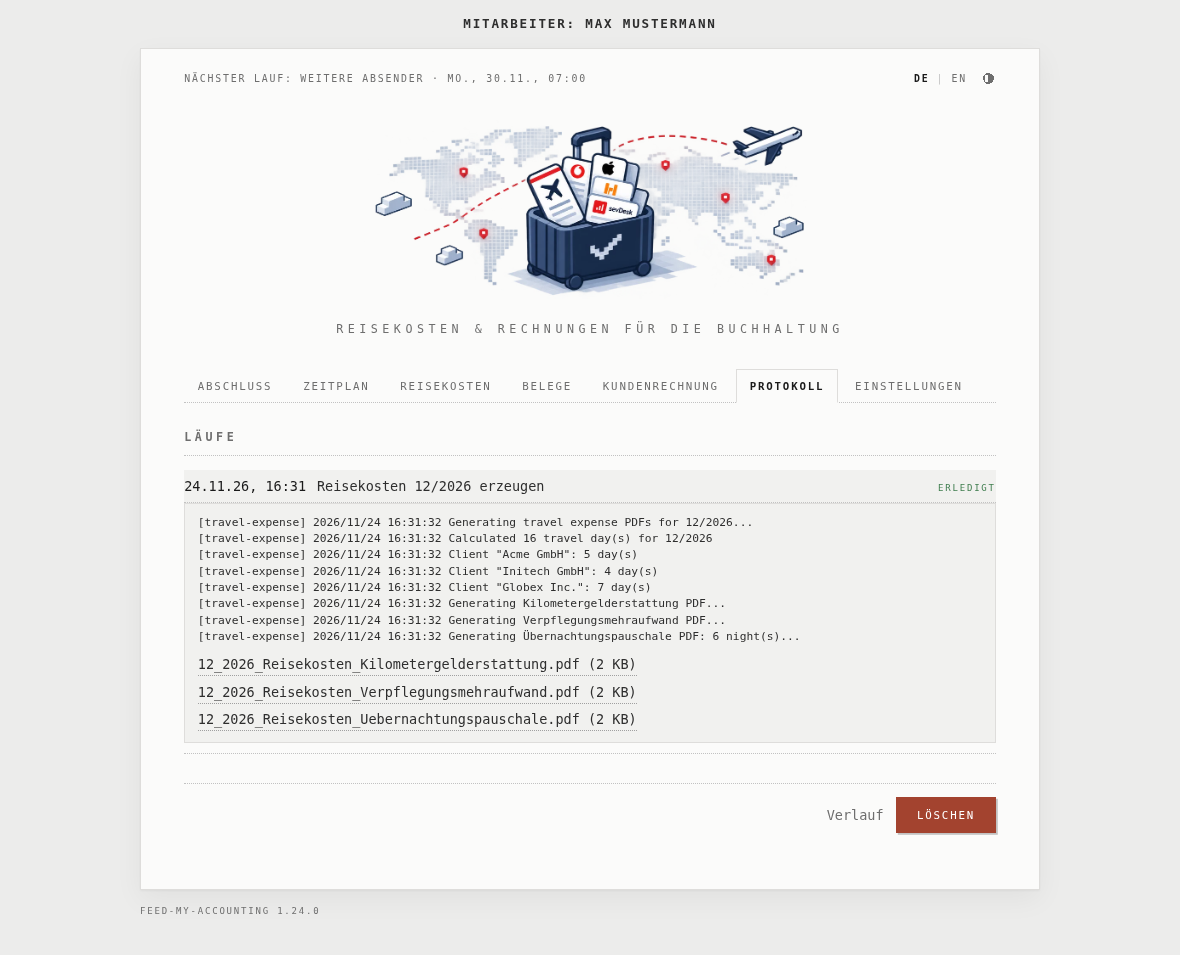 MITARBEITER: MAX MUSTERMANN
NÄCHSTER LAUF: WEITERE ABSENDER · MO., 30.11., 07:00
DE | EN
sevDesk
REISEKOSTEN & RECHNUNGEN FÜR DIE BUCHHALTUNG
ABSCHLUSS ZEITPLAN REISEKOSTEN BELEGE KUNDENRECHNUNG PROTOKOLL EINSTELLUNGEN
LÄUFE
24.11.26, 16:31 Reisekosten 12/2026 erzeugen ERLEDIGT
[travel-expense] 2026/11/24 16:31:32 Generating travel expense PDFs for 12/2026...
[travel-expense] 2026/11/24 16:31:32 Calculated 16 travel day(s) for 12/2026
[travel-expense] 2026/11/24 16:31:32 Client "Acme GmbH": 5 day(s)
[travel-expense] 2026/11/24 16:31:32 Client "Initech GmbH": 4 day(s)
[travel-expense] 2026/11/24 16:31:32 Client "Globex Inc.": 7 day(s)
[travel-expense] 2026/11/24 16:31:32 Generating Kilometergelderstattung PDF...
[travel-expense] 2026/11/24 16:31:32 Generating Verpflegungsmehraufwand PDF...
[travel-expense] 2026/11/24 16:31:32 Generating Übernachtungspauschale PDF: 6 night(s)...
12_2026_Reisekosten_Kilometergelderstattung.pdf (2 KB)
12_2026_Reisekosten_Verpflegungsmehraufwand.pdf (2 KB)
12_2026_Reisekosten_Uebernachtungspauschale.pdf (2 KB)
Verlauf LÖSCHEN
FEED-MY-ACCOUNTING 1.24.0